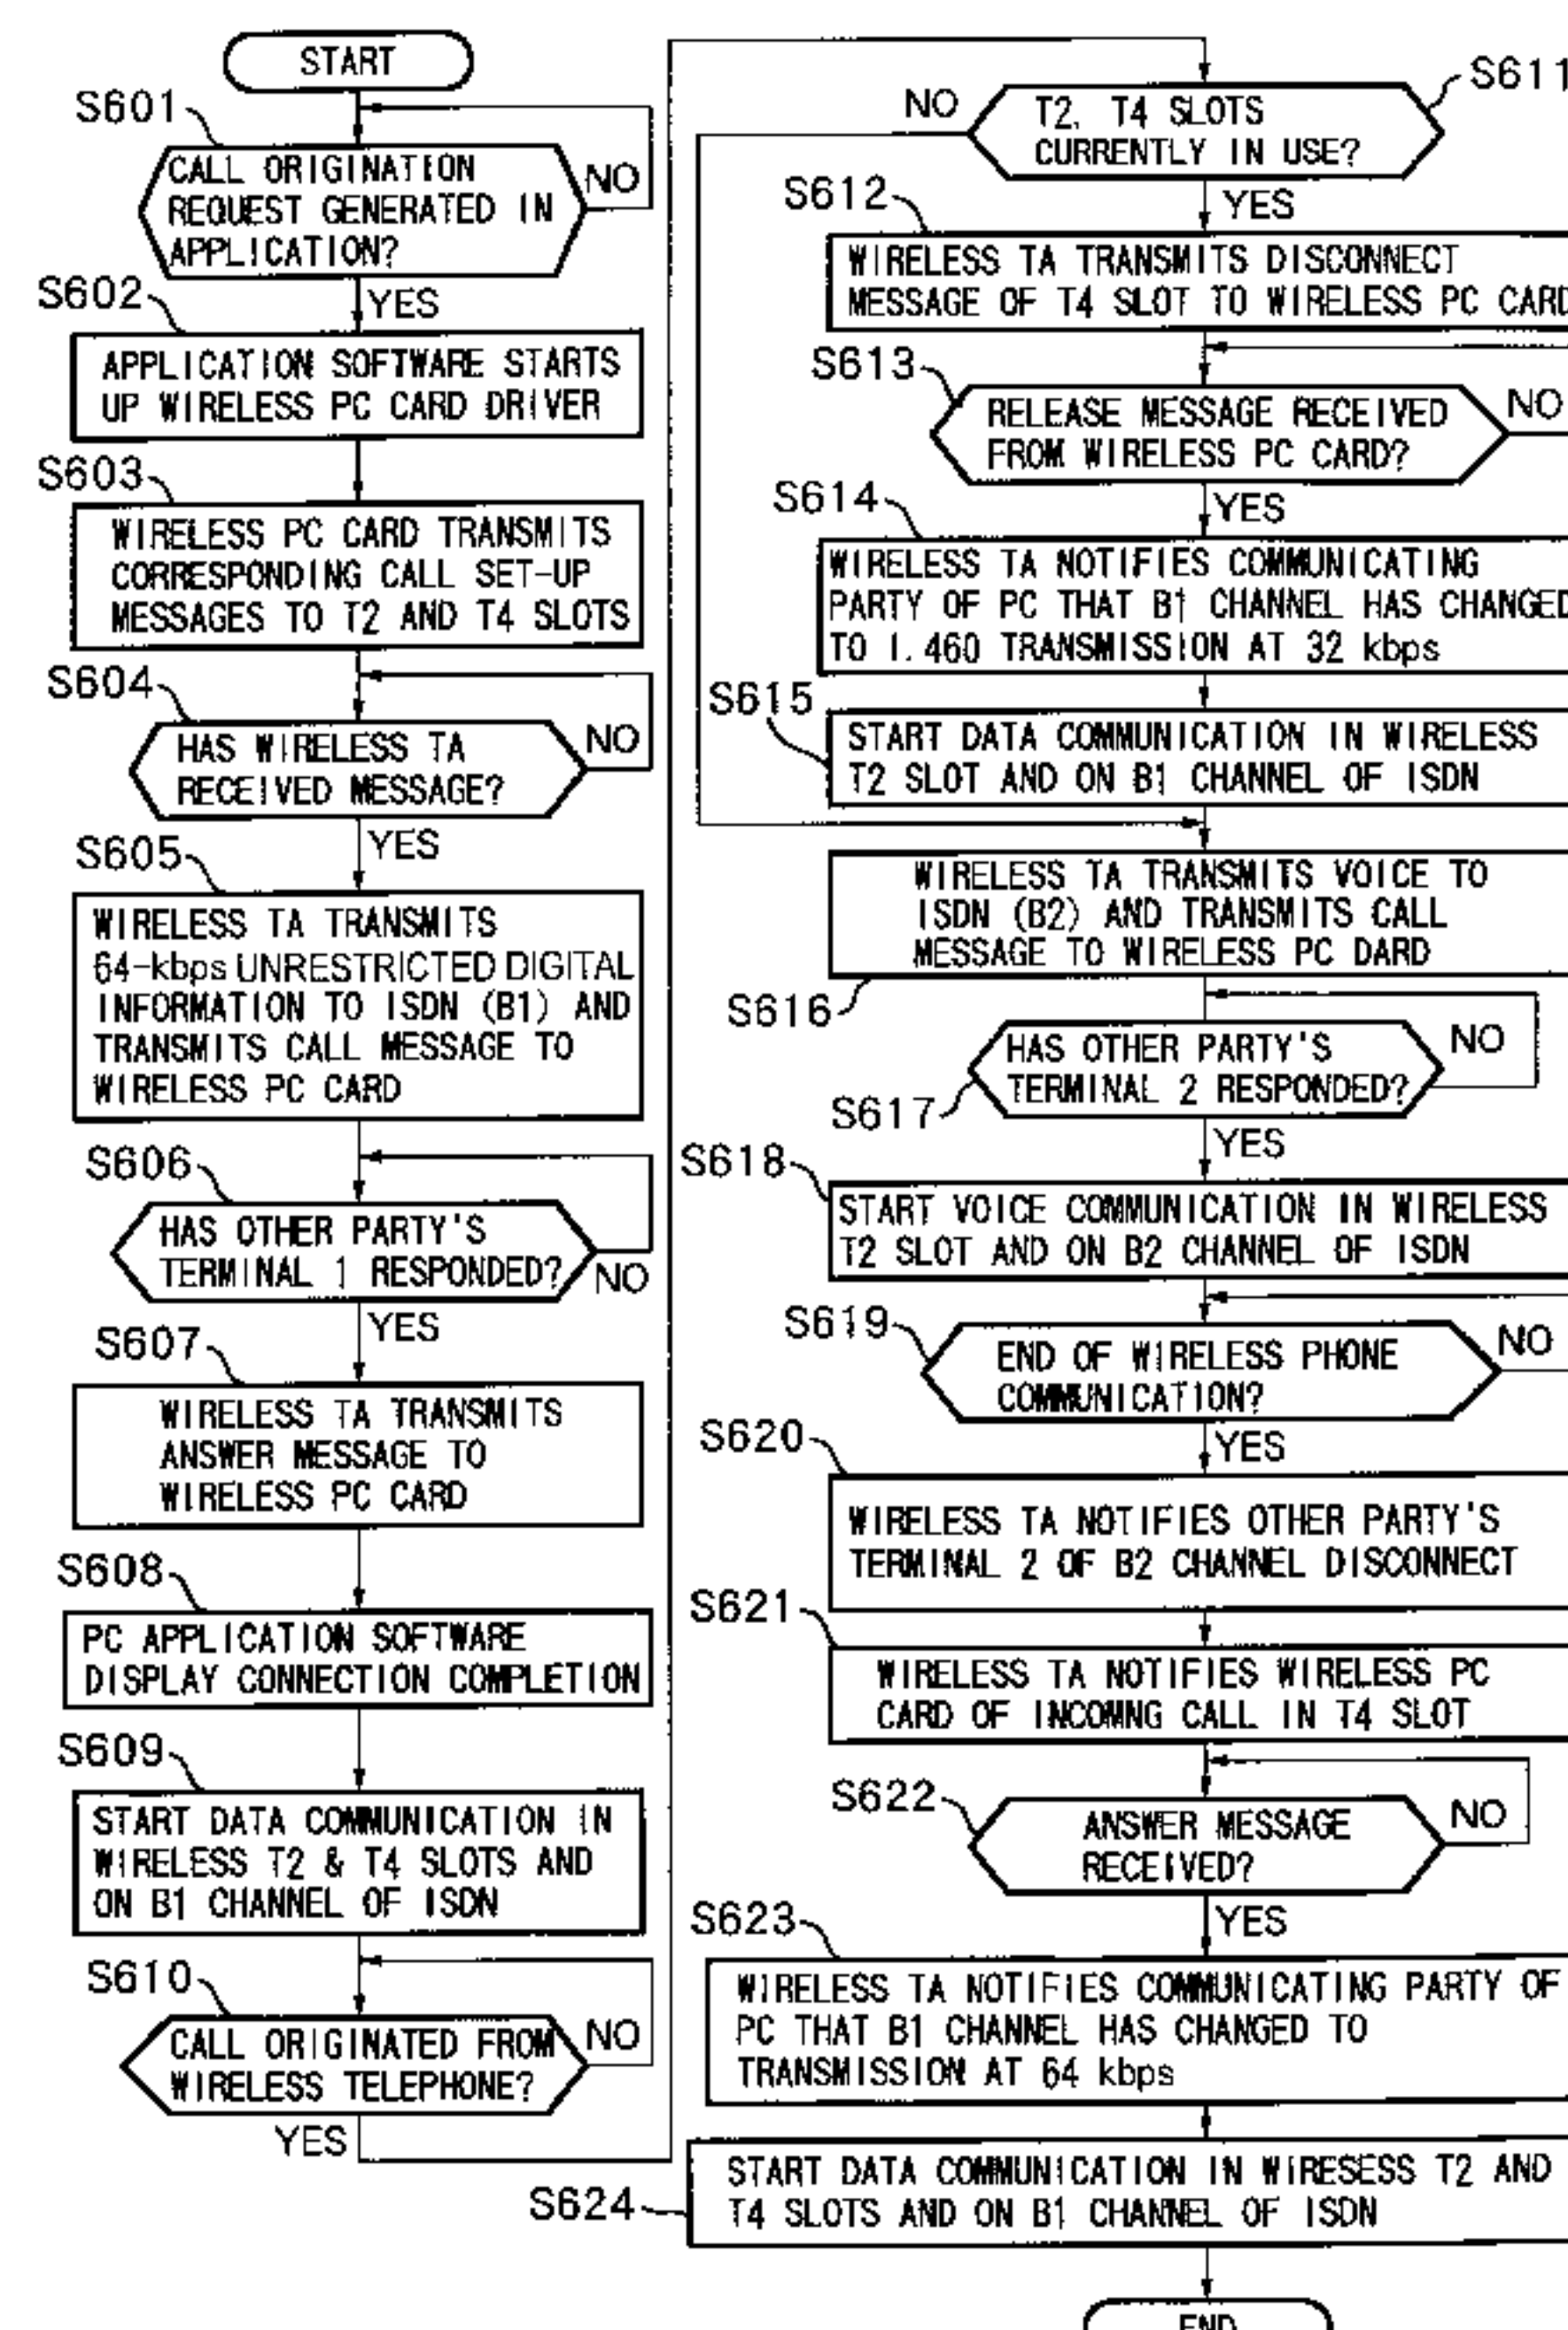 START
S601
CALL ORIGINATION
REQUEST GENERATED IN
APPLICATION?
NO
YES
S602
APPLICATION SOFTWARE STARTS
UP WIRELESS PC CARD DRIVER
S603
WIRELESS PC CARD TRANSMITS
CORRESPONDING CALL SET-UP
MESSAGES TO T2 AND T4 SLOTS
S604
HAS WIRELESS TA
RECEIVED MESSAGE?
NO
YES
S605
WIRELESS TA TRANSMITS
64-kbps UNRESTRICTED DIGITAL
INFORMATION TO ISDN (B1) AND
TRANSMITS CALL MESSAGE TO
WIRELESS PC CARD
S606
HAS OTHER PARTY'S
TERMINAL 1 RESPONDED?
NO
YES
S607
WIRELESS TA TRANSMITS
ANSWER MESSAGE TO
WIRELESS PC CARD
S608
PC APPLICATION SOFTWARE
DISPLAY CONNECTION COMPLETION
S609
START DATA COMMUNICATION IN
WIRELESS T2 & T4 SLOTS AND
ON B1 CHANNEL OF ISDN
S610
CALL ORIGINATED FROM
WIRELESS TELEPHONE?
NO
YES
S611
T2, T4 SLOTS
CURRENTLY IN USE?
NO
YES
S612
WIRELESS TA TRANSMITS DISCONNECT
MESSAGE OF T4 SLOT TO WIRELESS PC CARD
S613
RELEASE MESSAGE RECEIVED
FROM WIRELESS PC CARD?
NO
YES
S614
WIRELESS TA NOTIFIES COMMUNICATING
PARTY OF PC THAT B1 CHANNEL HAS CHANGED
TO I.460 TRANSMISSION AT 32 kbps
S615
START DATA COMMUNICATION IN WIRELESS
T2 SLOT AND ON B1 CHANNEL OF ISDN
WIRELESS TA TRANSMITS VOICE TO
ISDN (B2) AND TRANSMITS CALL
MESSAGE TO WIRELESS PC DARD
S616
HAS OTHER PARTY'S
TERMINAL 2 RESPONDED?
NO
S617
YES
S618
START VOICE COMMUNICATION IN WIRELESS
T2 SLOT AND ON B2 CHANNEL OF ISDN
S619
END OF WIRELESS PHONE
COMMUNICATION?
NO
YES
S620
WIRELESS TA NOTIFIES OTHER PARTY'S
TERMINAL 2 OF B2 CHANNEL DISCONNECT
S621
WIRELESS TA NOTIFIES WIRELESS PC
CARD OF INCOMNG CALL IN T4 SLOT
S622
ANSWER MESSAGE
RECEIVED?
NO
YES
S623
WIRELESS TA NOTIFIES COMMUNICATING PARTY OF
PC THAT B1 CHANNEL HAS CHANGED TO
TRANSMISSION AT 64 kbps
START DATA COMMUNICATION IN WIRESESS T2 AND
T4 SLOTS AND ON B1 CHANNEL OF ISDN
S624
END